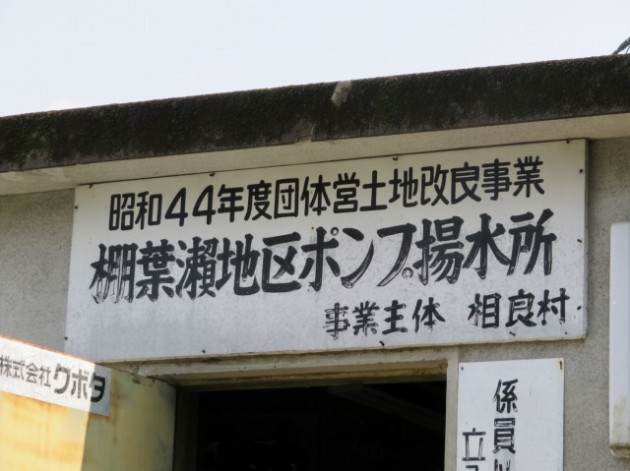 昭和44年度団体営土地改良事業
棚葉瀬地区ポンプ揚水所
事業主体 相良村
株式会社クボタ
係員以
立